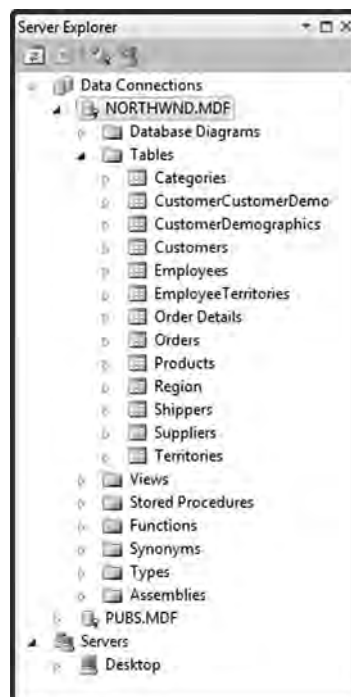 Server Explorer
Data Connections
NORTHWND.MDF
Database Diagrams
Tables
Categories
CustomerCustomerDemo
CustomerDemographics
Customers
Employees
EmployeeTerritories
Order Details
Orders
Products
Region
Shippers
Suppliers
Territories
Views
Stored Procedures
Functions
Synonyms
Types
Assemblies
PUBS.MDF
Servers
Desktop